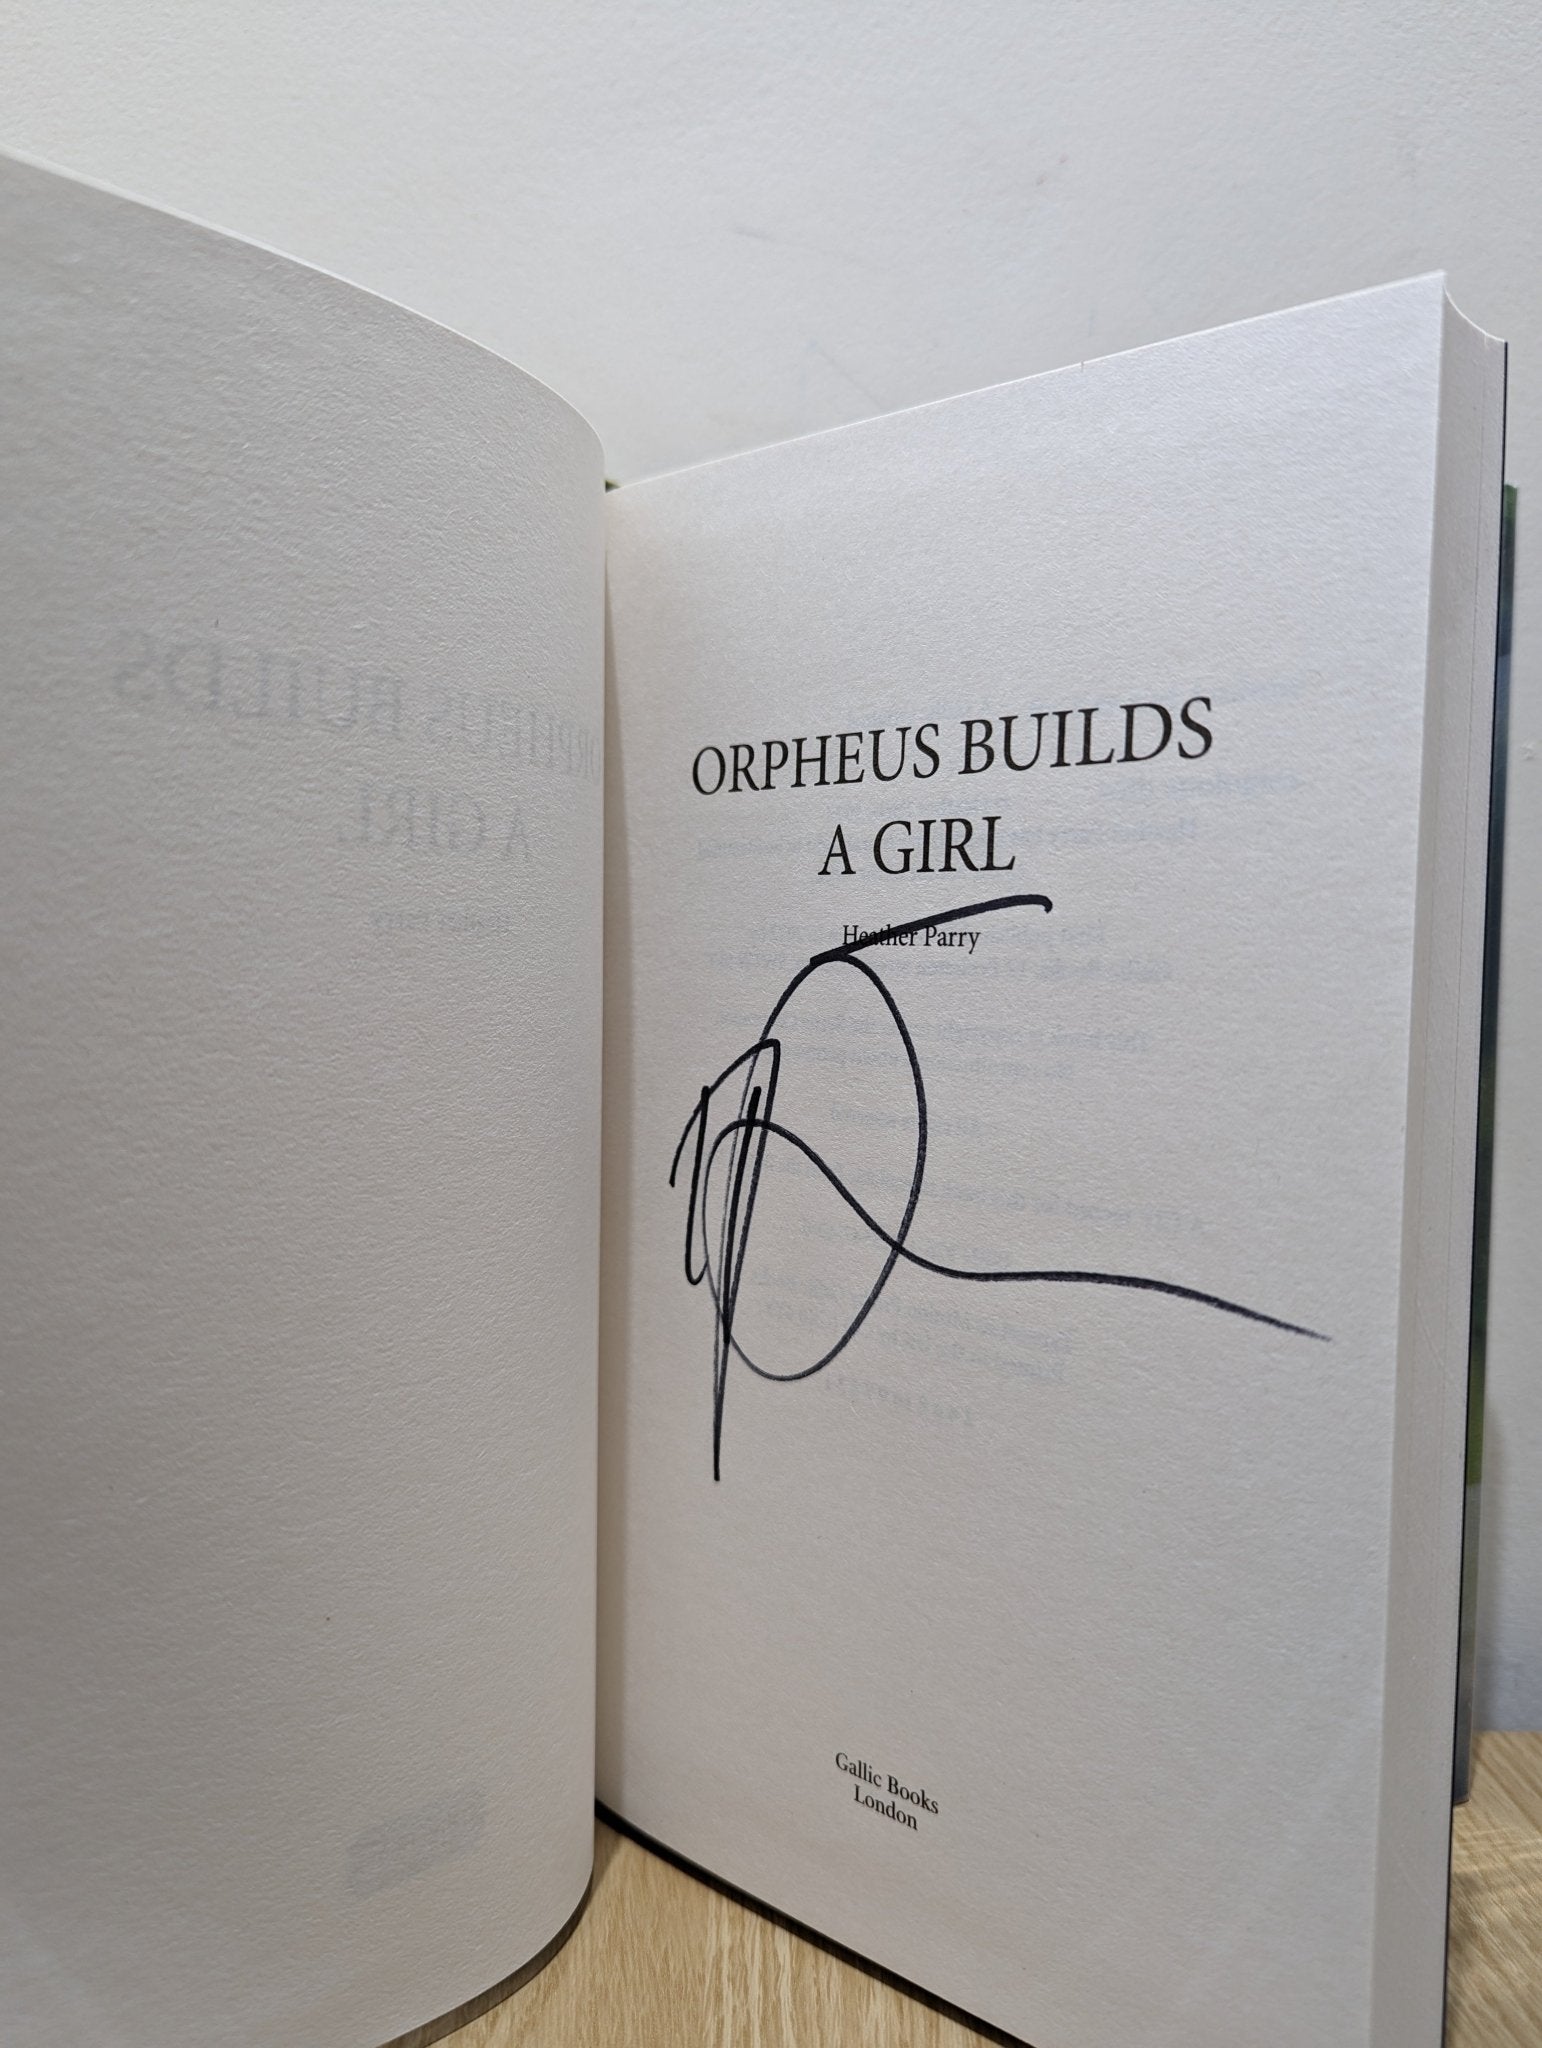 ORPHEUS BUILDS
A GIRL
Heather Parry
Gallic Books
London